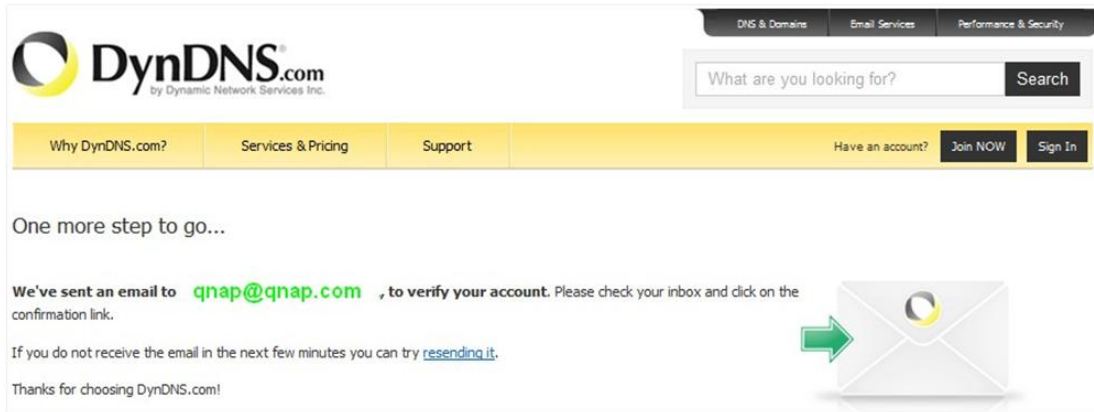 DNS & Domains Email Services Performance & Security
DynDNS.com
by Dynamic Network Services Inc.
What are you looking for? Search
Why DynDNS.com? Services & Pricing Support Have an account? Join NOW Sign In
One more step to go...
We've sent an email to qnap@qnap.com , to verify your account. Please check your inbox and click on the
confirmation link.
If you do not receive the email in the next few minutes you can try resending it.
Thanks for choosing DynDNS.com!